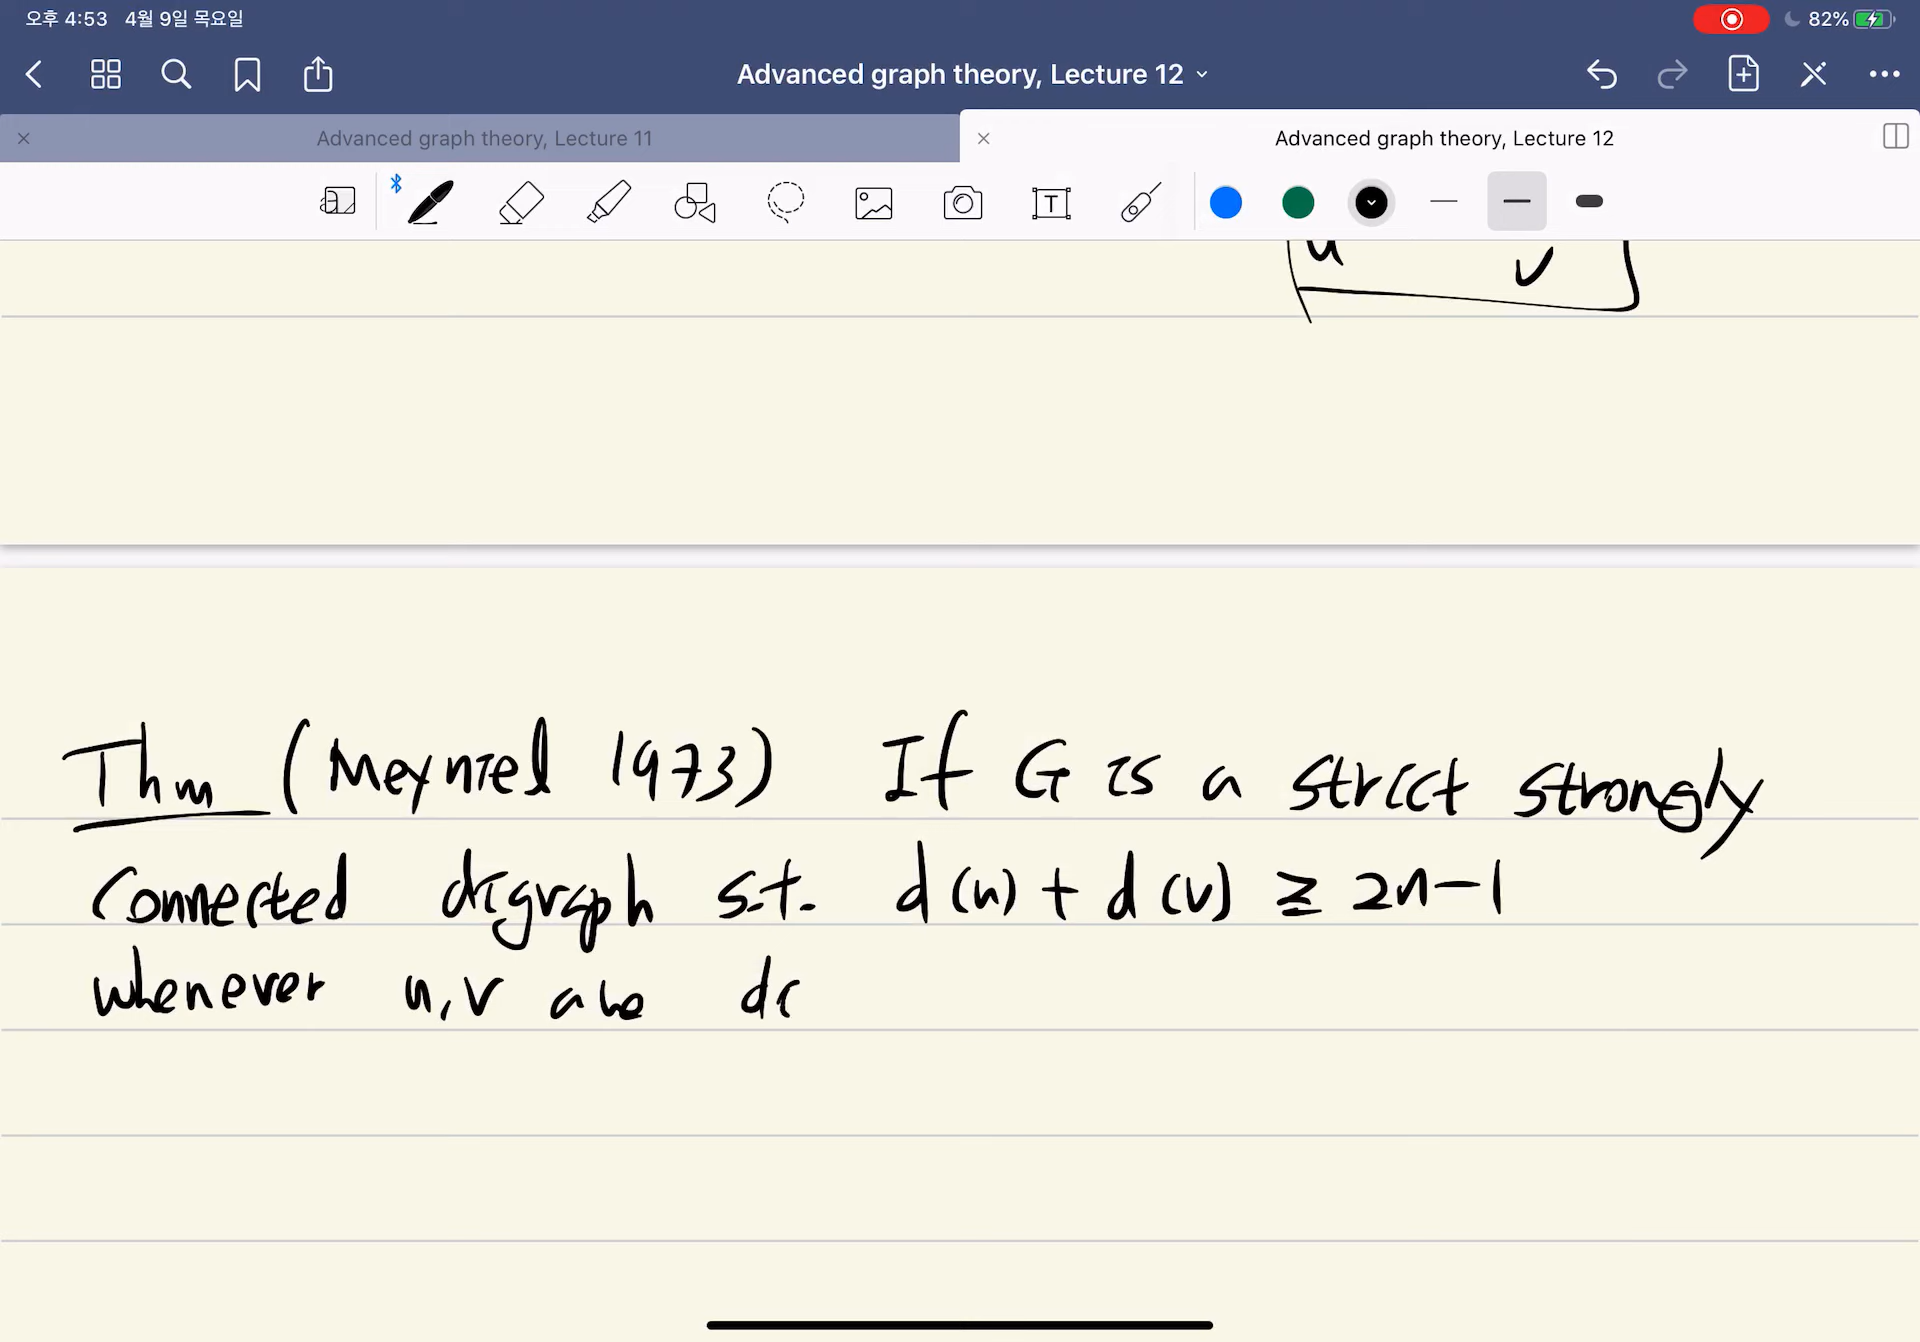 오후 4:53 4월 9일 목요일
82%
Advanced graph theory, Lecture 12
Advanced graph theory, Lecture 11
Advanced graph theory, Lecture 12
T
u v
Thm (Meyniel 1973) If G is a strict strongly
connected digraph s.t. d(u) + d(v) ≥ 2n-1
whenever u,v are di